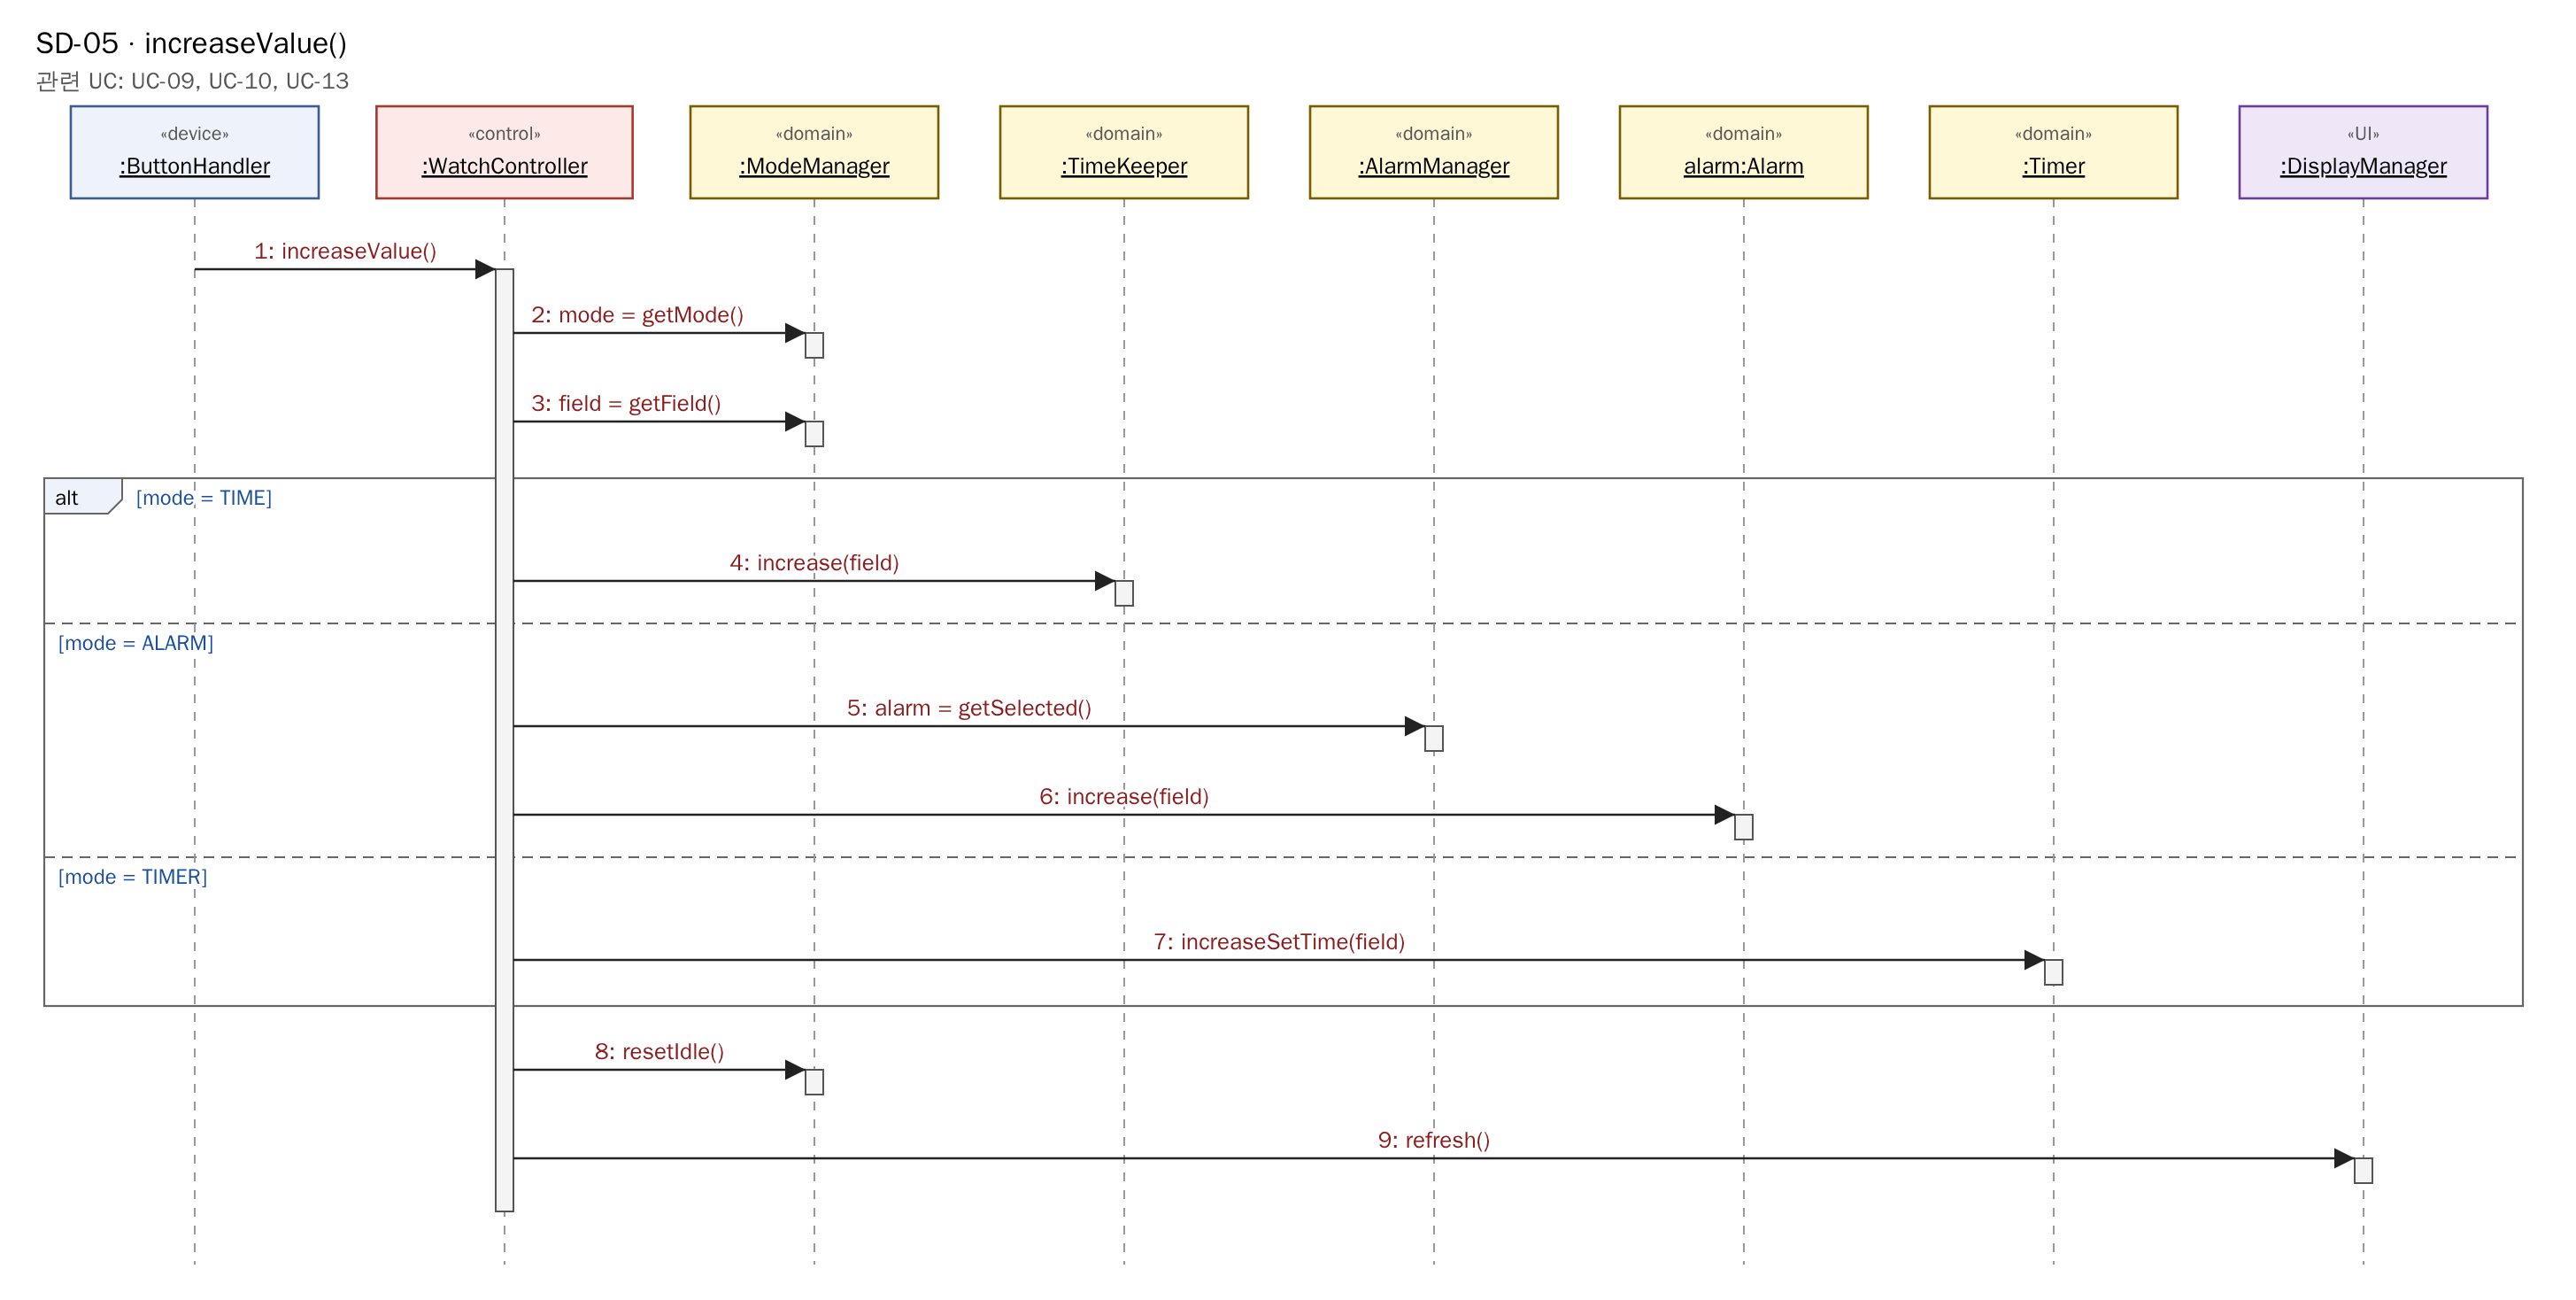 SD-05 · increaseValue()
관련 UC: UC-09, UC-10, UC-13
«device»
:ButtonHandler
«control»
:WatchController
«domain»
:ModeManager
«domain»
:TimeKeeper
«domain»
:AlarmManager
«domain»
alarm:Alarm
«domain»
:Timer
«UI»
:DisplayManager
1: increaseValue()
2: mode = getMode()
3: field = getField()
alt
[mode = TIME]
4: increase(field)
[mode = ALARM]
5: alarm = getSelected()
6: increase(field)
[mode = TIMER]
7: increaseSetTime(field)
8: resetIdle()
9: refresh()